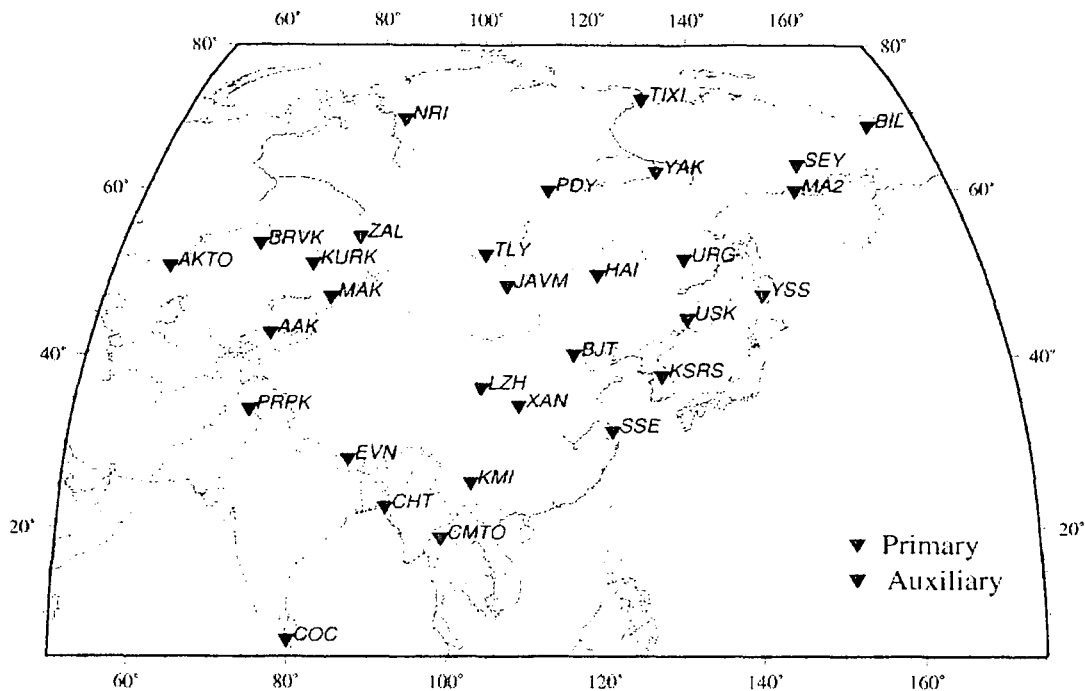 60° 80° 100° 120° 140° 160°
80° 80°
NRI
TIXI
BIL
YAK
SEY
PDY
MA2
60° 60°
BRVK
ZAL
AKTO
KURK
TLY
JAVM
HAI
URG
MAK
YSS
USK
AAK
40° 40°
BJT
KSRS
LZH
PRPK
XAN
SSE
EVN
KMI
CHT
20° 20°
CMTO
Primary
Auxiliary
COC
60° 80° 100° 120° 140° 160°